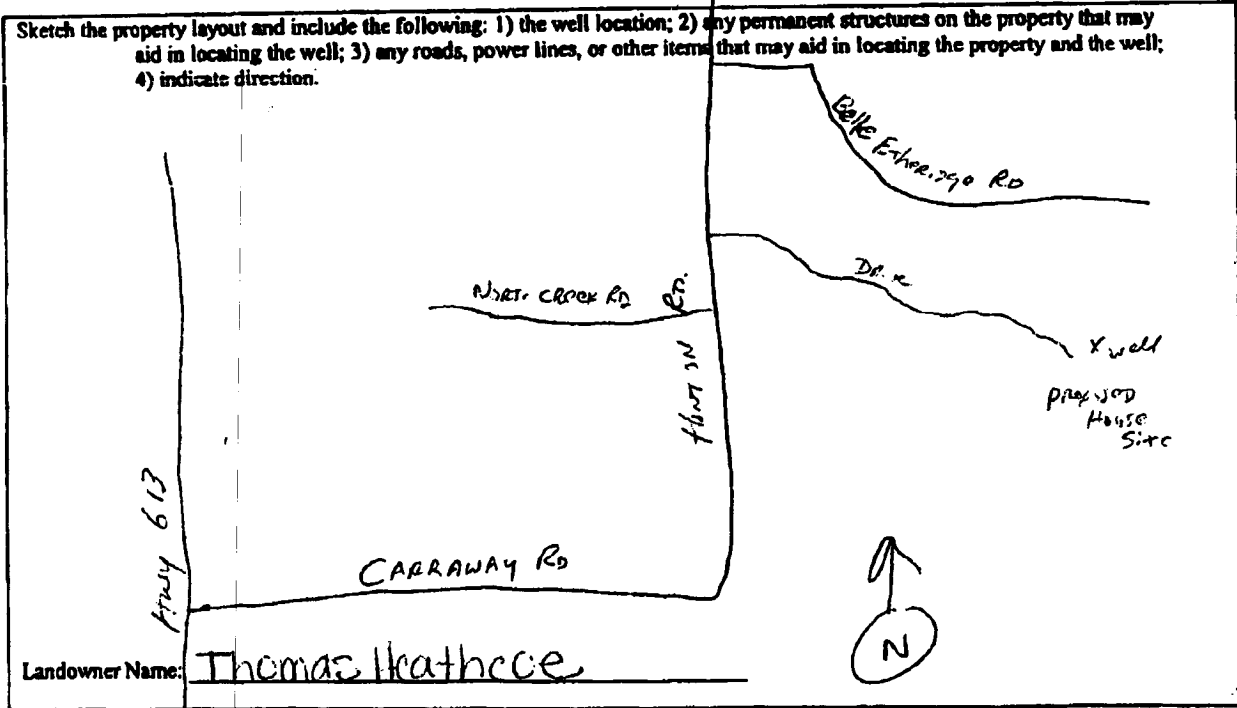 Sketch the property layout and include the following: 1) the well location; 2) any permanent structures on the property that may
aid in locating the well; 3) any roads, power lines, or other items that may aid in locating the property and the well;
4) indicate direction.
Belle Etheridge RD
NORTH CREEK RD
RD.
Drive
X well
Proposed
House
Site
Hwy 613
CARRAWAY RD
N
Landowner Name: Thomas Heathcoe